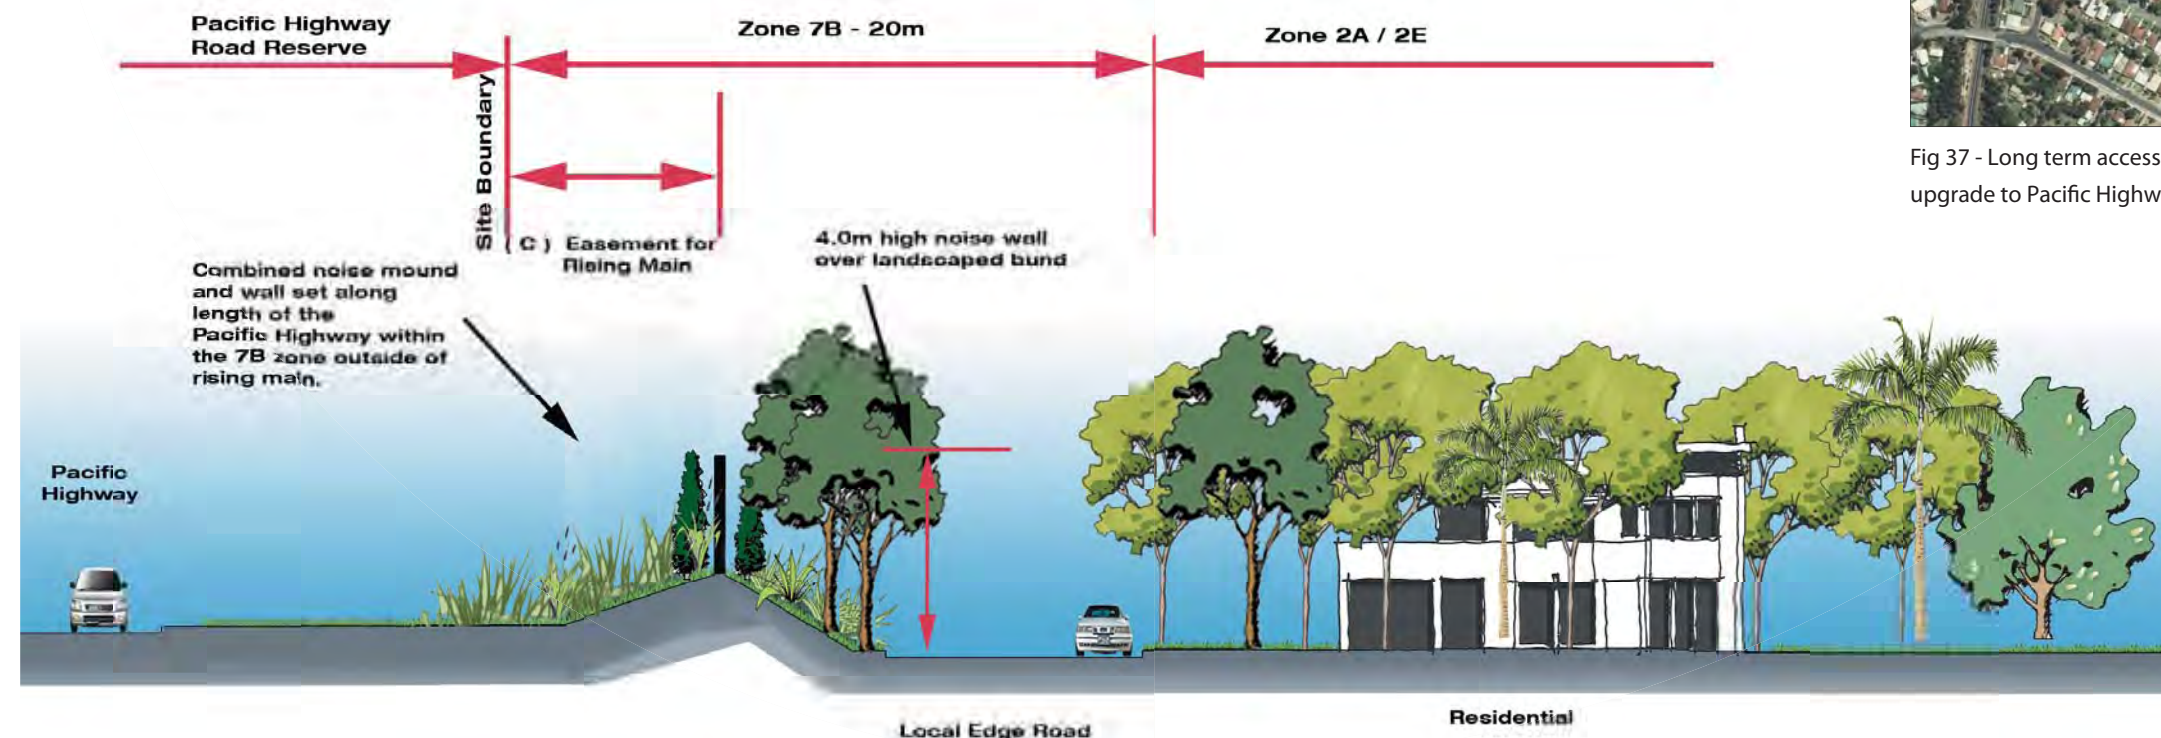 Pacific Highway
Road Reserve
Zone 7B - 20m
Zone 2A / 2E
Site Boundary
Fig 37 - Long term access
upgrade to Pacific Highw
( C ) Easement for
Rising Main
4.0m high noise wall
over landscaped bund
Combined noise mound
and wall set along
length of the
Pacific Highway within
the 7B zone outside of
rising main.
Pacific
Highway
Local Edge Road
Residential